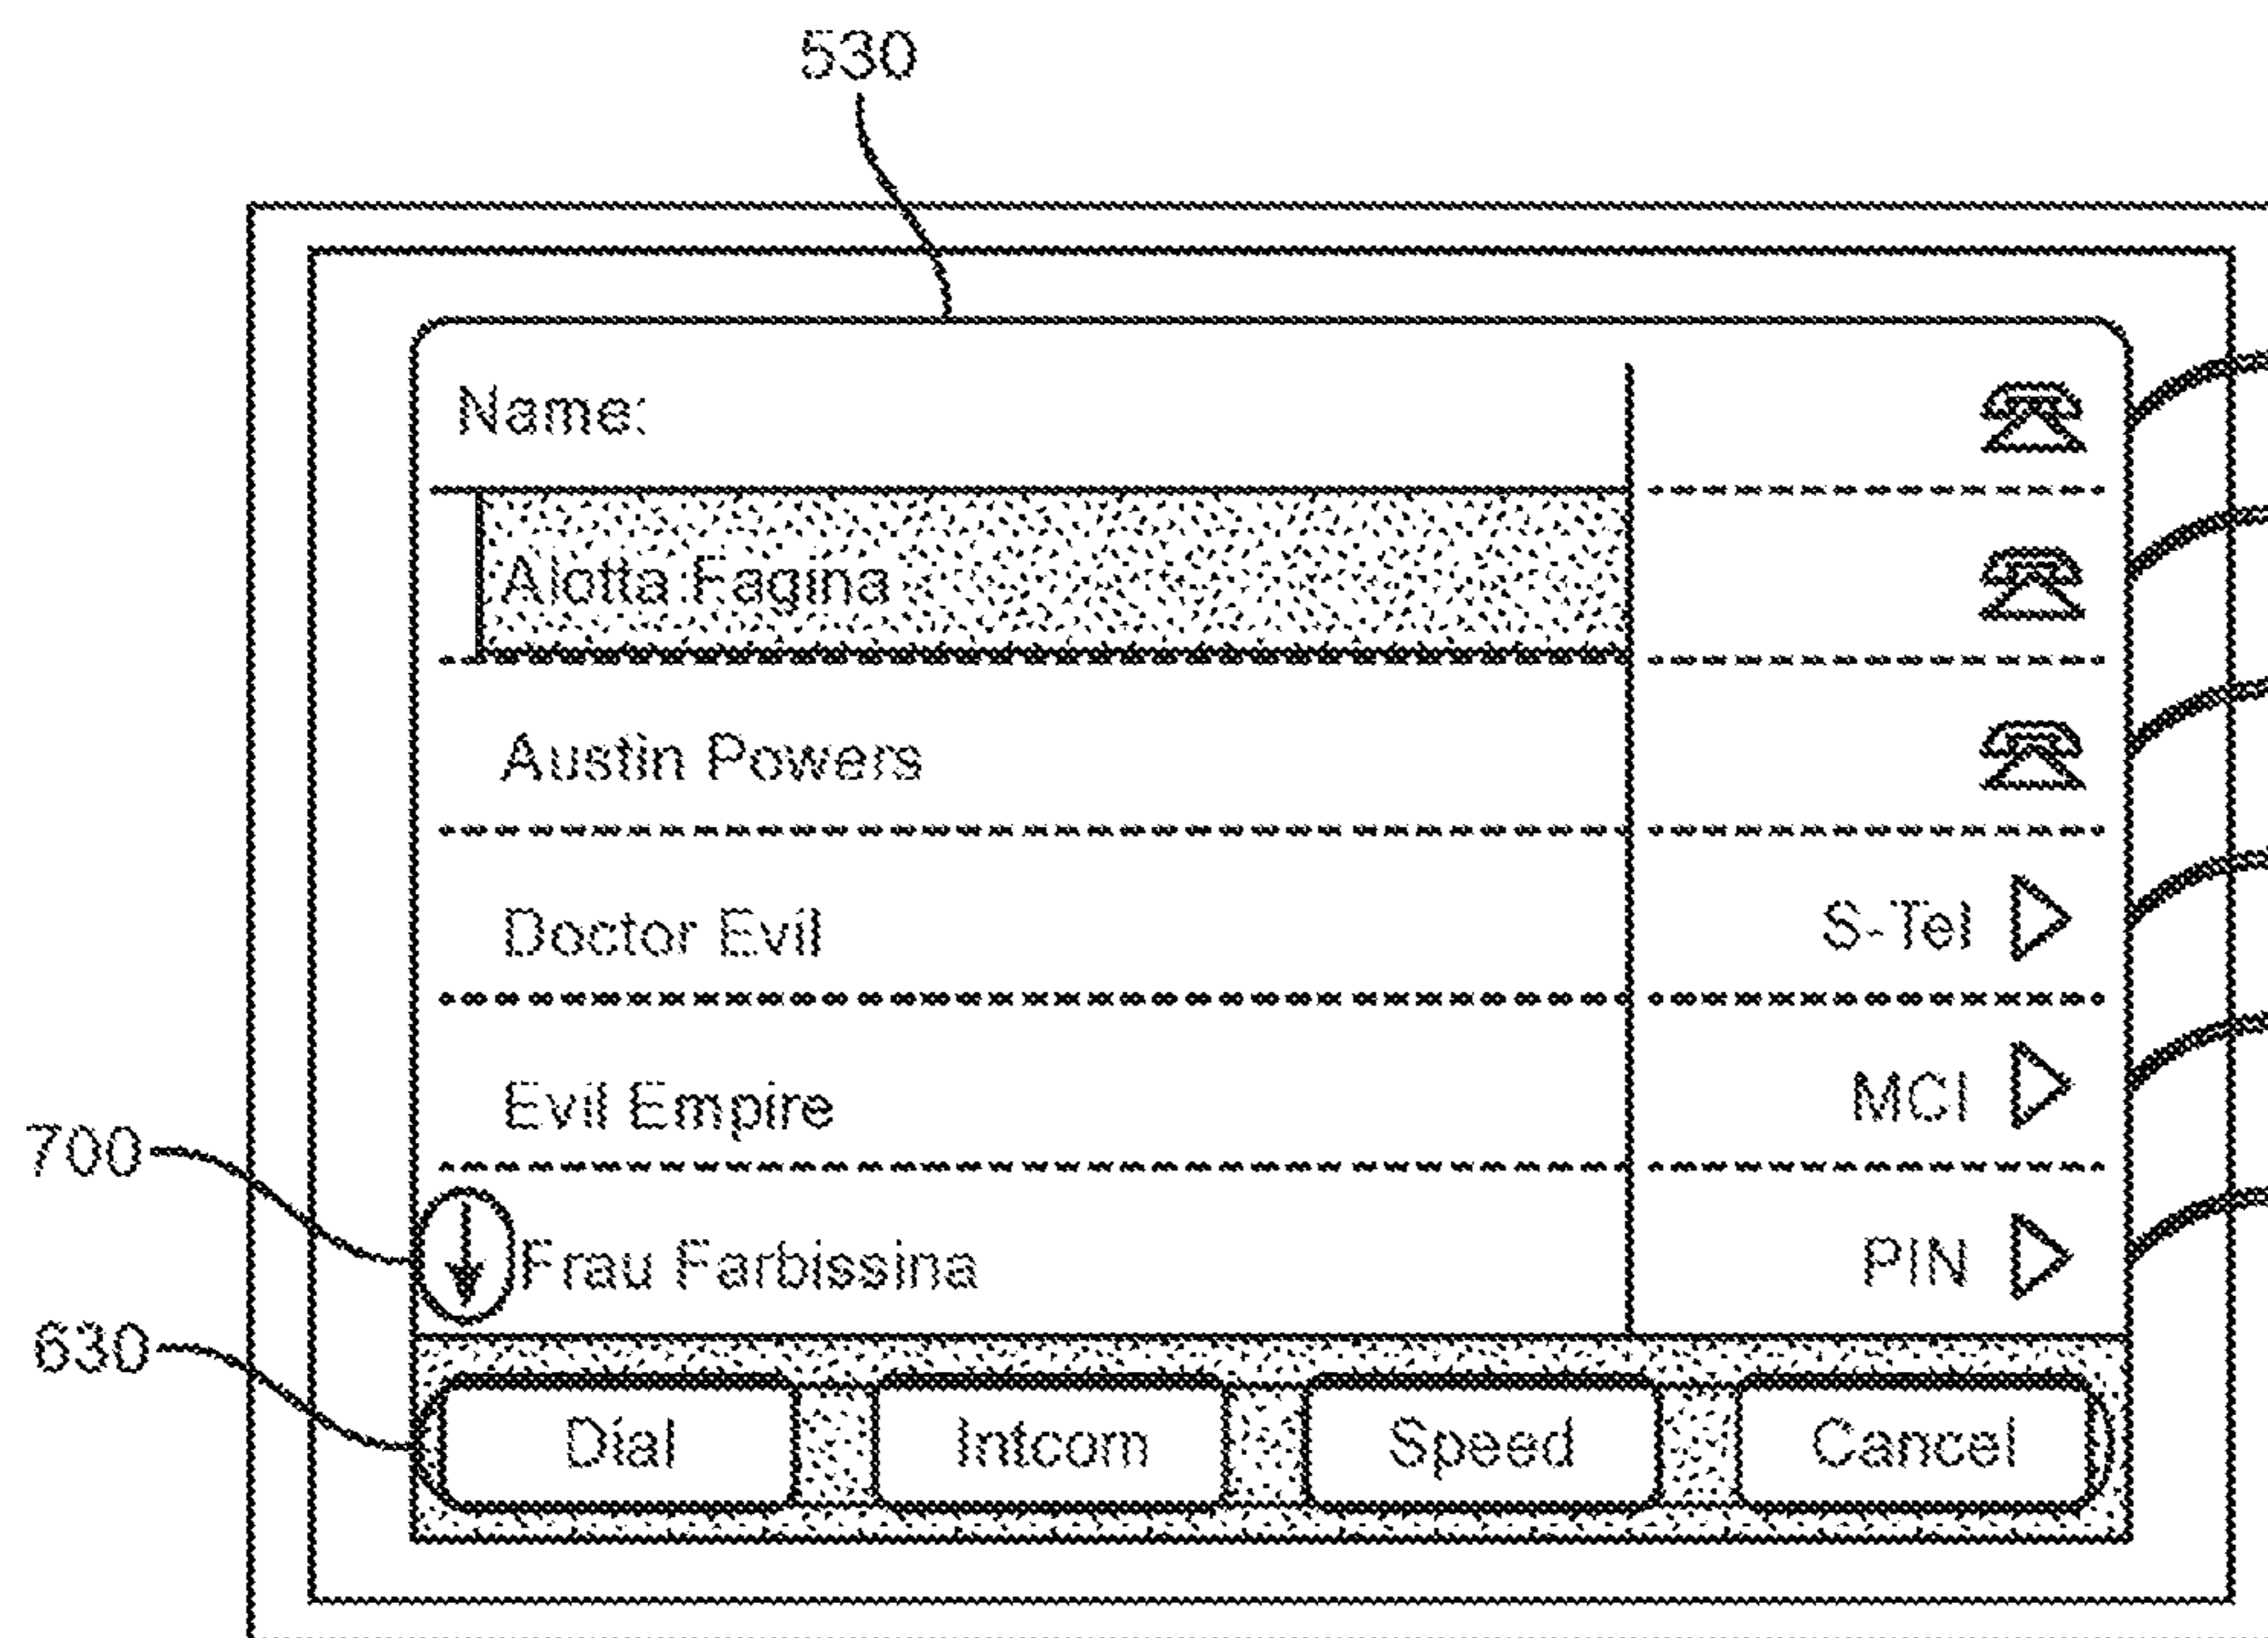 530
Name:
Alotta Fagina
Austin Powers
Doctor Evil S-Tel
Evil Empire MCI
700
Frau Farbissina PIN
630
Dial Intcom Speed Cancel